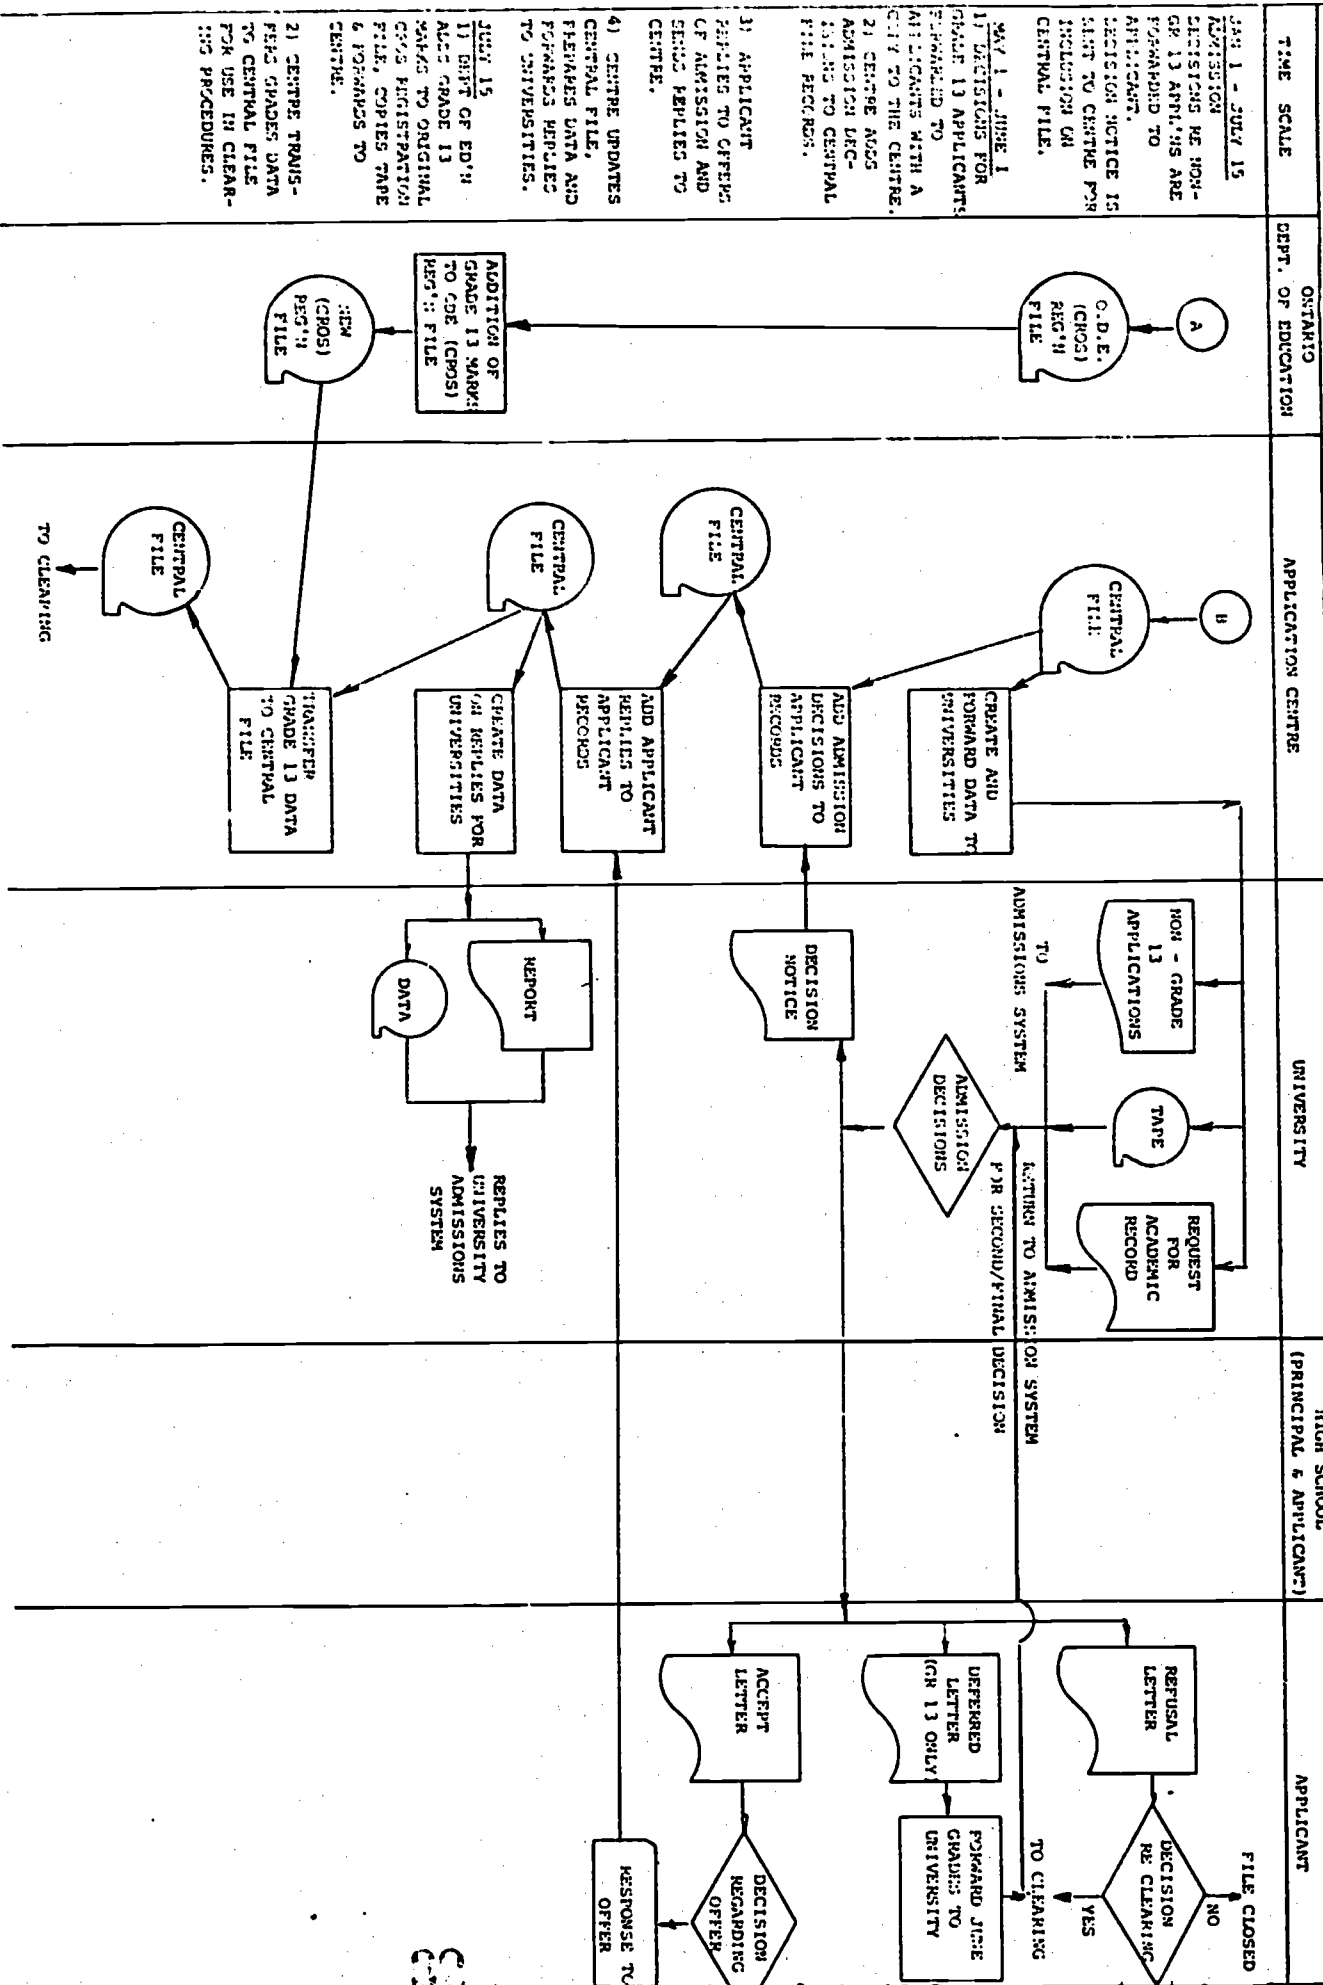 TIME SCALE
ONTARIO
DEPT. OF EDUCATION
APPLICATION CENTRE
UNIVERSITY
HIGH SCHOOL
(PRINCIPAL & APPLICANT)
APPLICANT
JAN 1 - JULY 15
ADMISSION
DECISIONS RE NON-
GR 13 APPL'NS ARE
FORWARDED TO
APPLICANT.
DECISION NOTICE IS
SENT TO CENTRE FOR
INCLUSION ON
CENTRAL FILE.
MAY 1 - JUNE 1
1) DECISIONS FOR
GRADE 13 APPLICANTS
FORWARDED TO
APPLICANTS WITH A
COPY TO THE CENTRE.
2) CENTRE ADDS
ADMISSION DEC-
ISIONS TO CENTRAL
FILE RECORDS.
3) APPLICANT
REPLIES TO OFFERS
OF ADMISSION AND
SENDS REPLIES TO
CENTRE.
4) CENTRE UPDATES
CENTRAL FILE,
PREPARES DATA AND
FORWARDS REPLIES
TO UNIVERSITIES.
JULY 15
1) DEPT OF ED'N
ADDS GRADE 13
MARKS TO ORIGINAL
CROS REGISTRATION
FILE, COPIES TAPE
& FORWARDS TO
CENTRE.
2) CENTRE TRANS-
FERS GRADES DATA
TO CENTRAL FILE
FOR USE IN CLEAR-
ING PROCEDURES.
A
O.D.E.
(CROS)
REG'N
FILE
ADDITION OF
GRADE 13 MARKS
TO ODE (CROS)
REG'N FILE
NEW
(CROS)
REG'N
FILE
B
CENTRAL
FILE
CREATE AND
FORWARD DATA TO
UNIVERSITIES
ADD ADMISSION
DECISIONS TO
APPLICANT
RECORDS
CENTRAL
FILE
ADD APPLICANT
REPLIES TO
APPLICANT
RECORDS
CENTRAL
FILE
CREATE DATA
ON REPLIES FOR
UNIVERSITIES
TRANSFER
GRADE 13 DATA
TO CENTRAL
FILE
CENTRAL
FILE
TO CLEARING
NON - GRADE
13
APPLICATIONS
TAPE
REQUEST
FOR
ACADEMIC
RECORD
TO
ADMISSIONS SYSTEM
RETURN TO ADMISSION SYSTEM
FOR SECOND/FINAL DECISION
ADMISSION
DECISIONS
DECISION
NOTICE
REPORT
DATA
REPLIES TO
UNIVERSITY
ADMISSIONS
SYSTEM
REFUSAL
LETTER
DECISION
RE CLEARING
NO
FILE CLOSED
YES
TO CLEARING
DEFERRED
LETTER
(GR 13 ONLY)
FORWARD JUNE
GRADES TO
UNIVERSITY
ACCEPT
LETTER
DECISION
REGARDING
OFFER
RESPONSE TO
OFFER